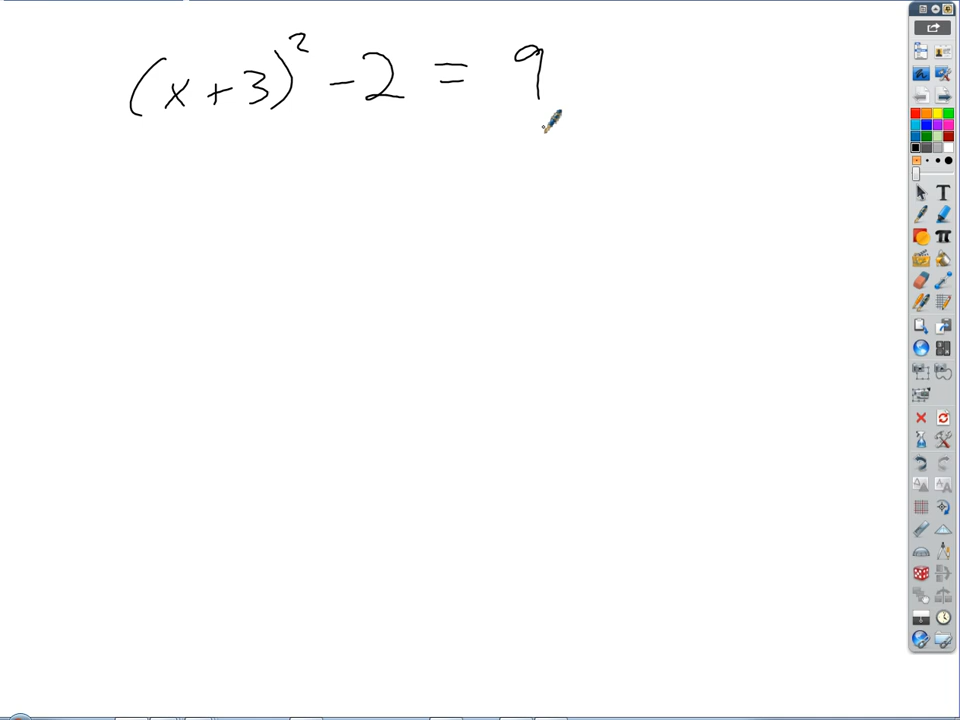 (x+3)² -2 = 9